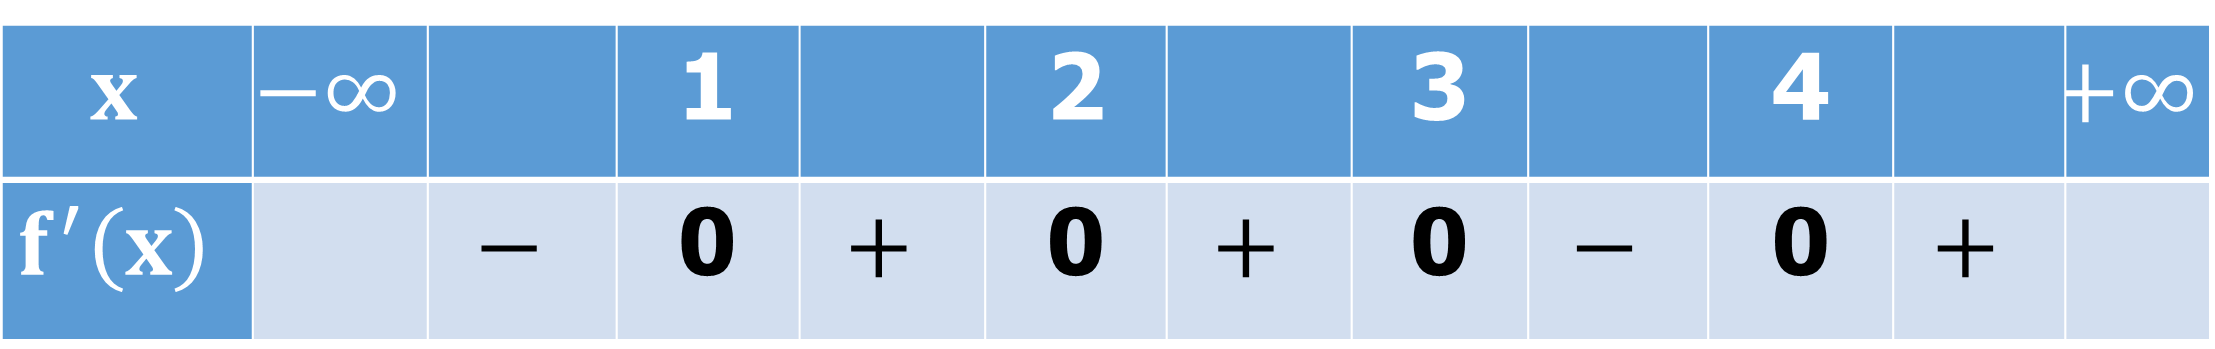 x −∞ 1 2 3 4 +∞
f′(x) − 0 + 0 + 0 − 0 +